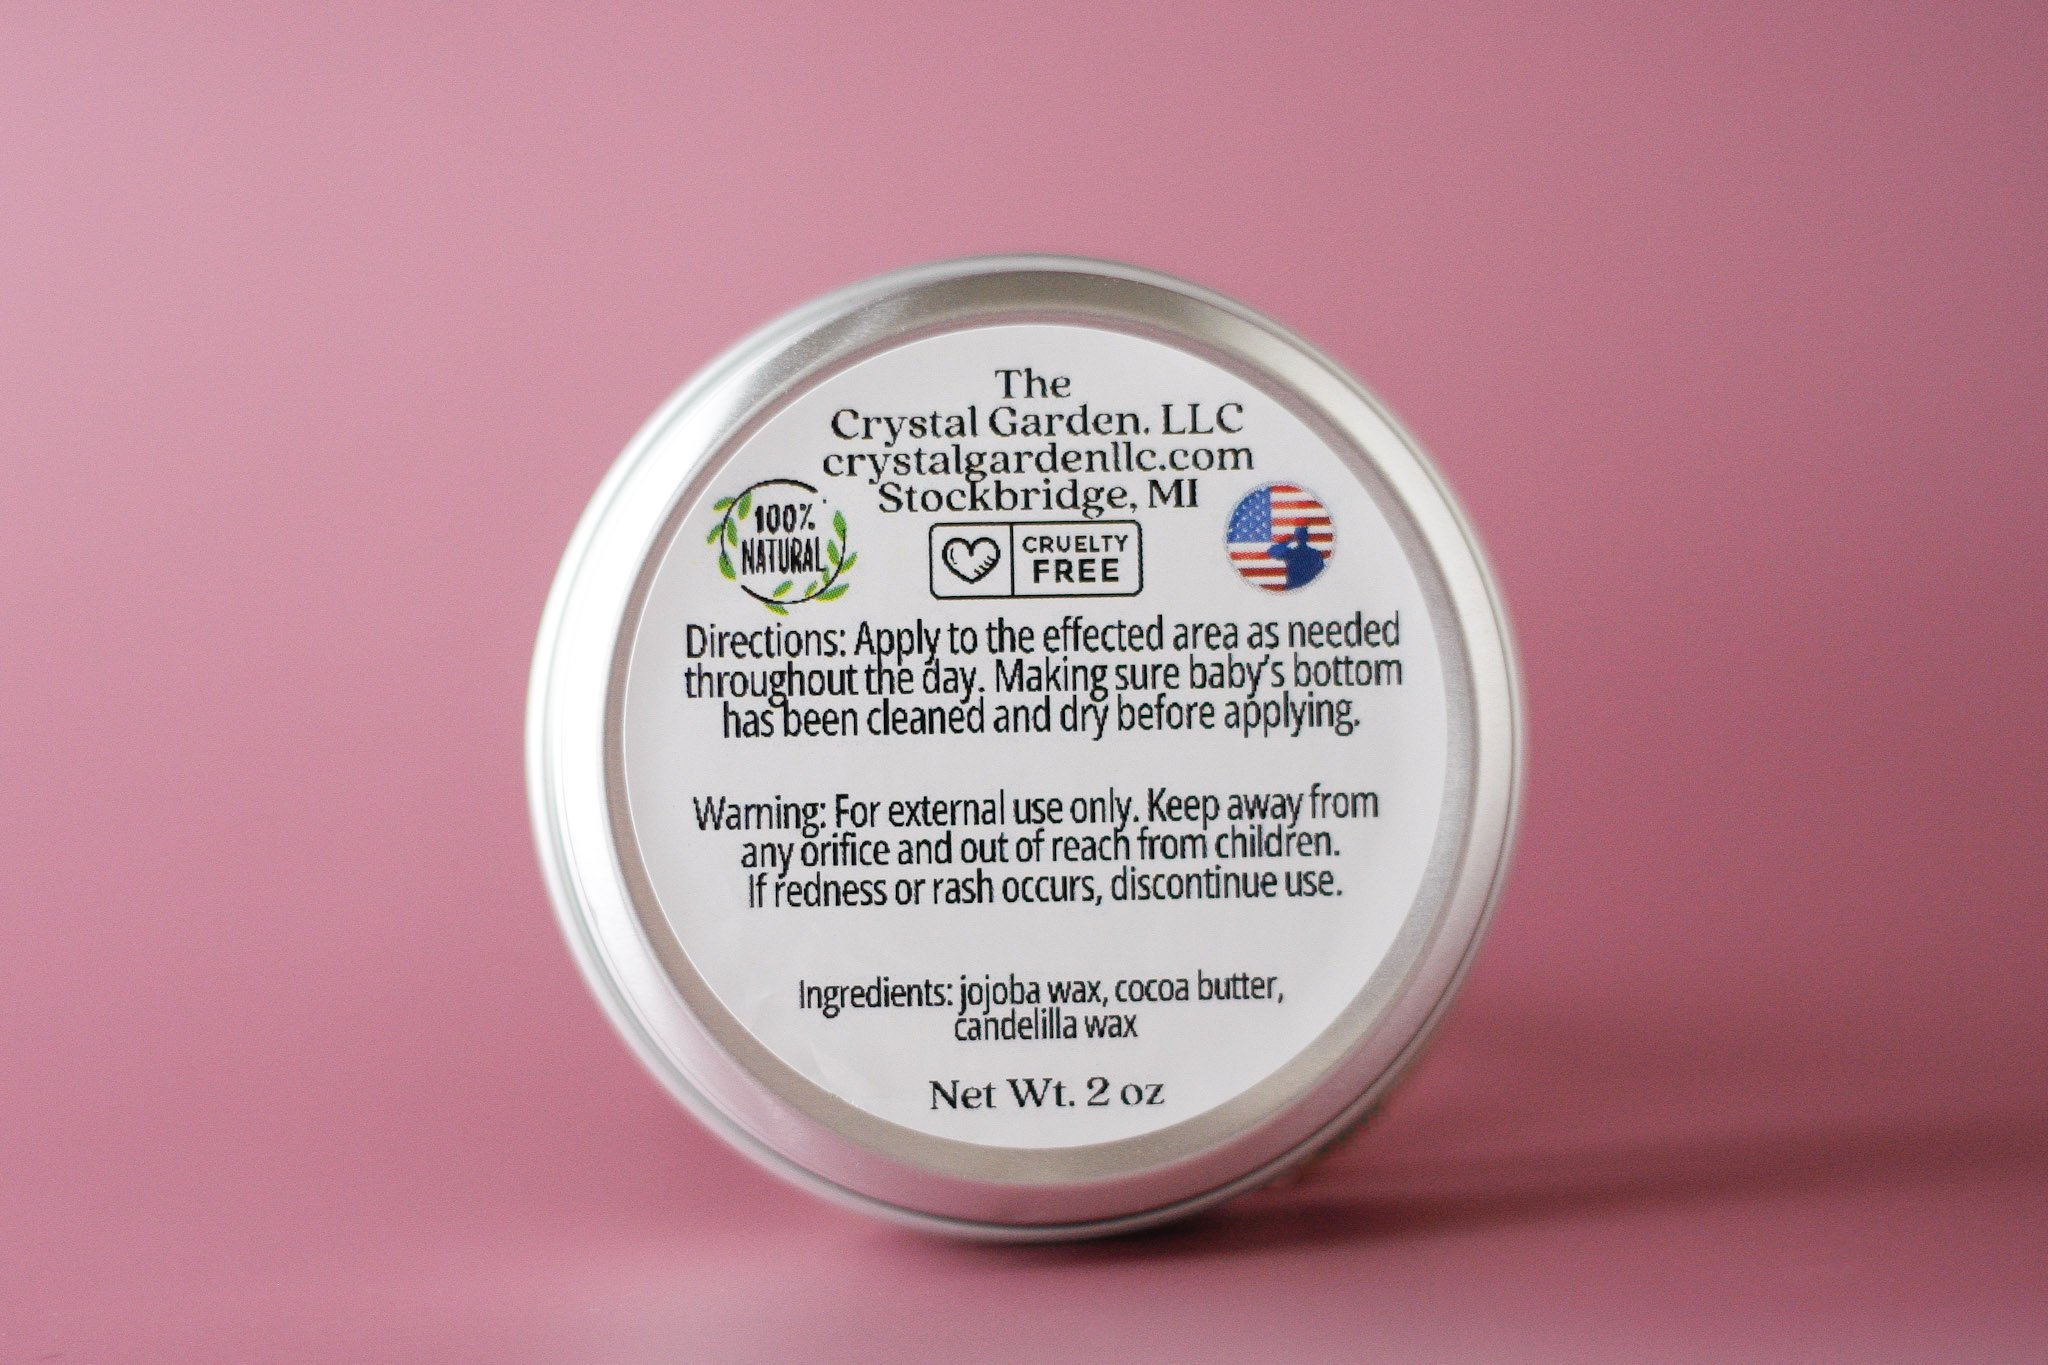 The
Crystal Garden. LLC
crystalgardenllc.com
Stockbridge, MI
100%
NATURAL
CRUELTY
FREE
Directions: Apply to the effected area as needed
throughout the day. Making sure baby's bottom
has been cleaned and dry before applying.
Warning: For external use only. Keep away from
any orifice and out of reach from children.
If redness or rash occurs, discontinue use.
Ingredients: jojoba wax, cocoa butter,
candelilla wax
Net Wt. 2 oz